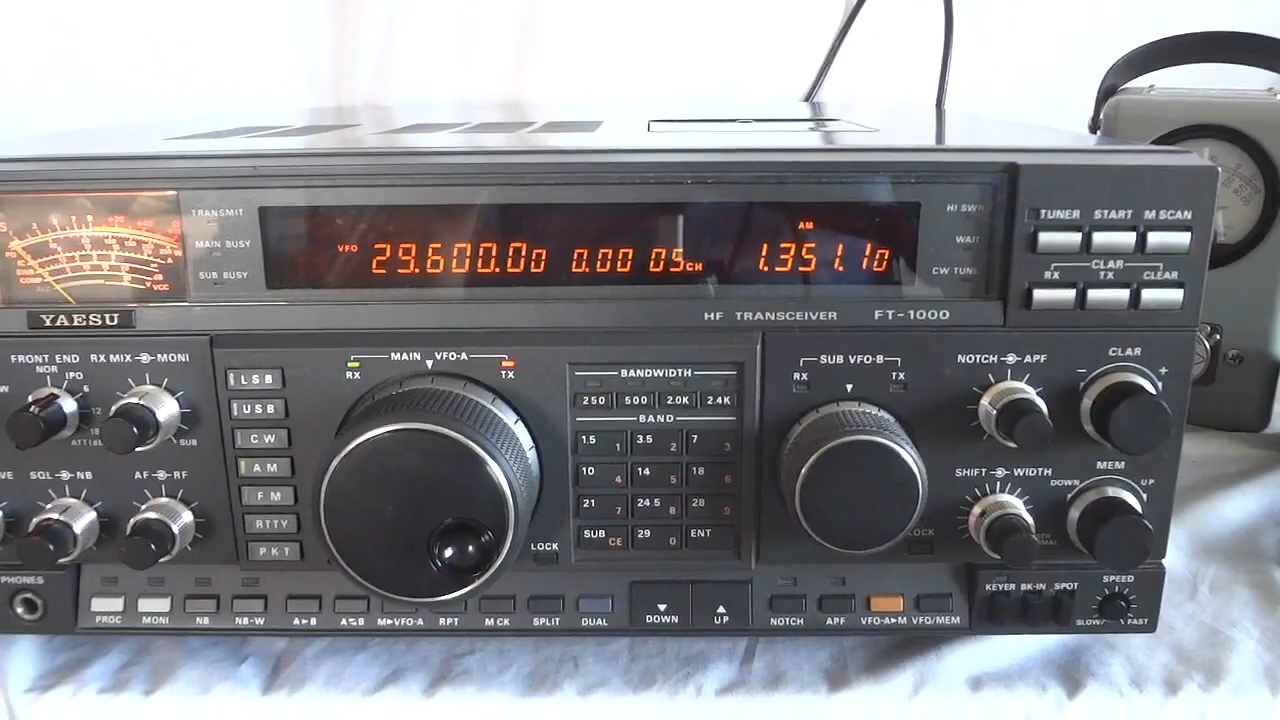 TRANSMIT
MAIN BUSY
SUB BUSY
VFO 29.600.00 0.00 05CH AM 1.351.10
HI SWR
WAIT
CW TUNE
TUNER START M SCAN
CLAR
RX TX CLEAR
YAESU
HF TRANSCEIVER FT-1000
FRONT END
NOR IPO
RX MIX MONI
SUB
SQL NB
AF RF
PHONES
LSB
USB
CW
AM
FM
RTTY
PKT
MAIN VFO-A
RX TX
LOCK
BANDWIDTH
250 500 2.0K 2.4K
BAND
1.5 1 3.5 2 7 3
10 4 14 5 18 6
21 7 24.5 8 28 9
SUB CE 29 0 ENT
SUB VFO-B
RX TX
LOCK
NOTCH APF
CLAR
- +
SHIFT WIDTH
MEM
DOWN UP
PROC MONI NB NB-W A▶B M▶VFO-A RPT M CK SPLIT DUAL
DOWN UP
NOTCH APF VFO-A▶M VFO/MEM
KEYER BK-IN SPOT
SPEED
SLOW FAST